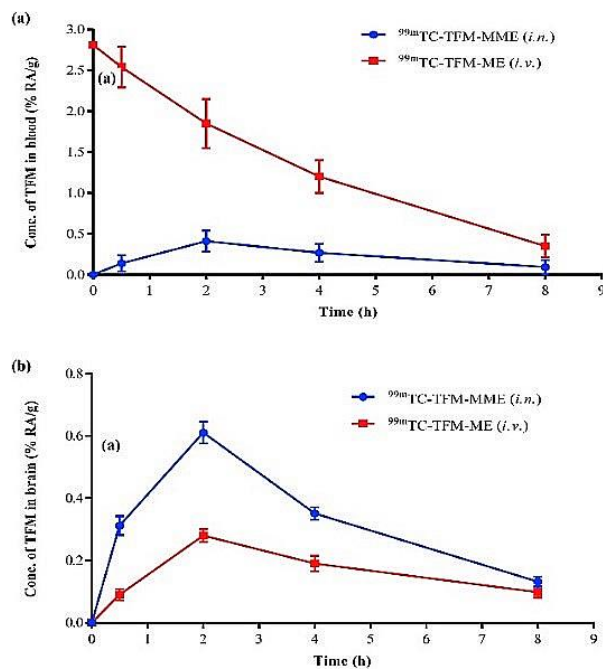 (a)
99mTC-TFM-MME (i.n.)
99mTC-TFM-ME (i.v.)
(a)
Conc. of TFM in blood (% RA/g)
3.0
2.5
2.0
1.5
1.0
0.5
0.0
0 1 2 3 4 5 6 7 8 9
Time (h)
(b)
99mTC-TFM-MME (i.n.)
99mTC-TFM-ME (i.v.)
(a)
Conc. of TFM in brain (% RA/g)
0.8
0.6
0.4
0.2
0.0
0 1 2 3 4 5 6 7 8 9
Time (h)